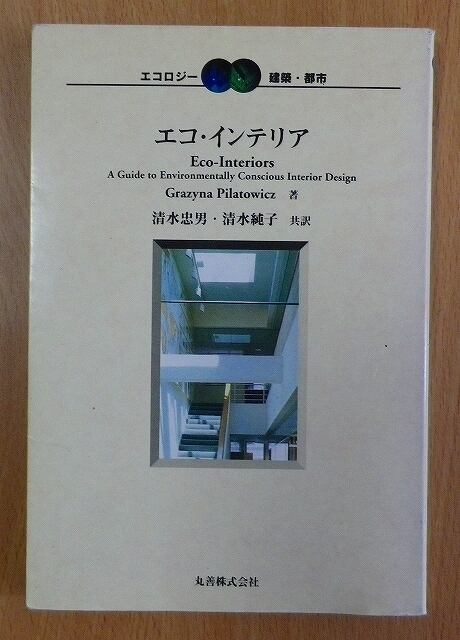 エコロジー 建築・都市
エコ・インテリア
Eco-Interiors
A Guide to Environmentally Conscious Interior Design
Grazyna Pilatowicz 著
清水忠男・清水純子 共訳
丸善株式会社